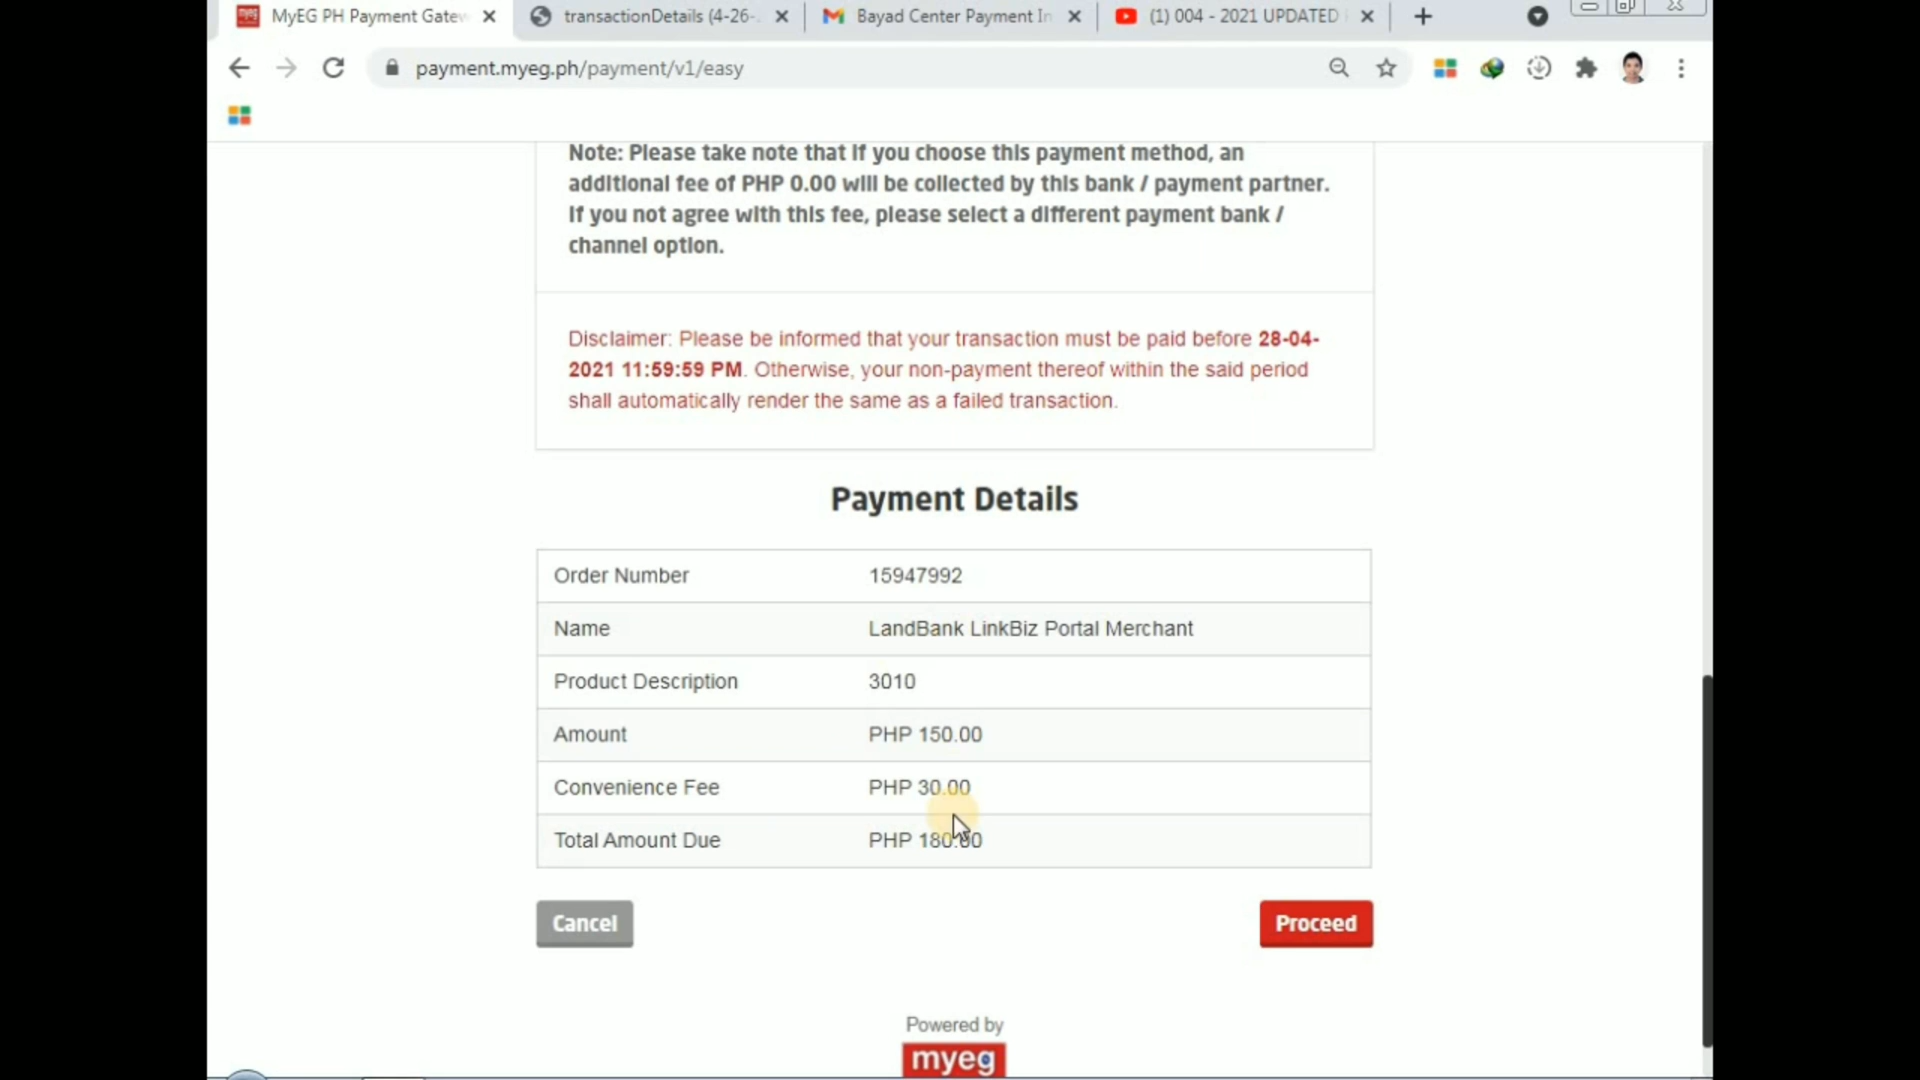 MyEG PH Payment Gatew
transactionDetails (4-26-
Bayad Center Payment In
(1) 004 - 2021 UPDATED
payment.myeg.ph/payment/v1/easy
Note: Please take note that if you choose this payment method, an
additional fee of PHP 0.00 will be collected by this bank / payment partner.
If you not agree with this fee, please select a different payment bank /
channel option.
Disclaimer: Please be informed that your transaction must be paid before 28-04-
2021 11:59:59 PM. Otherwise, your non-payment thereof within the said period
shall automatically render the same as a failed transaction.
Payment Details
Order Number 15947992
Name LandBank LinkBiz Portal Merchant
Product Description 3010
Amount PHP 150.00
Convenience Fee PHP 30.00
Total Amount Due PHP 180.00
Cancel Proceed
Powered by
myeg